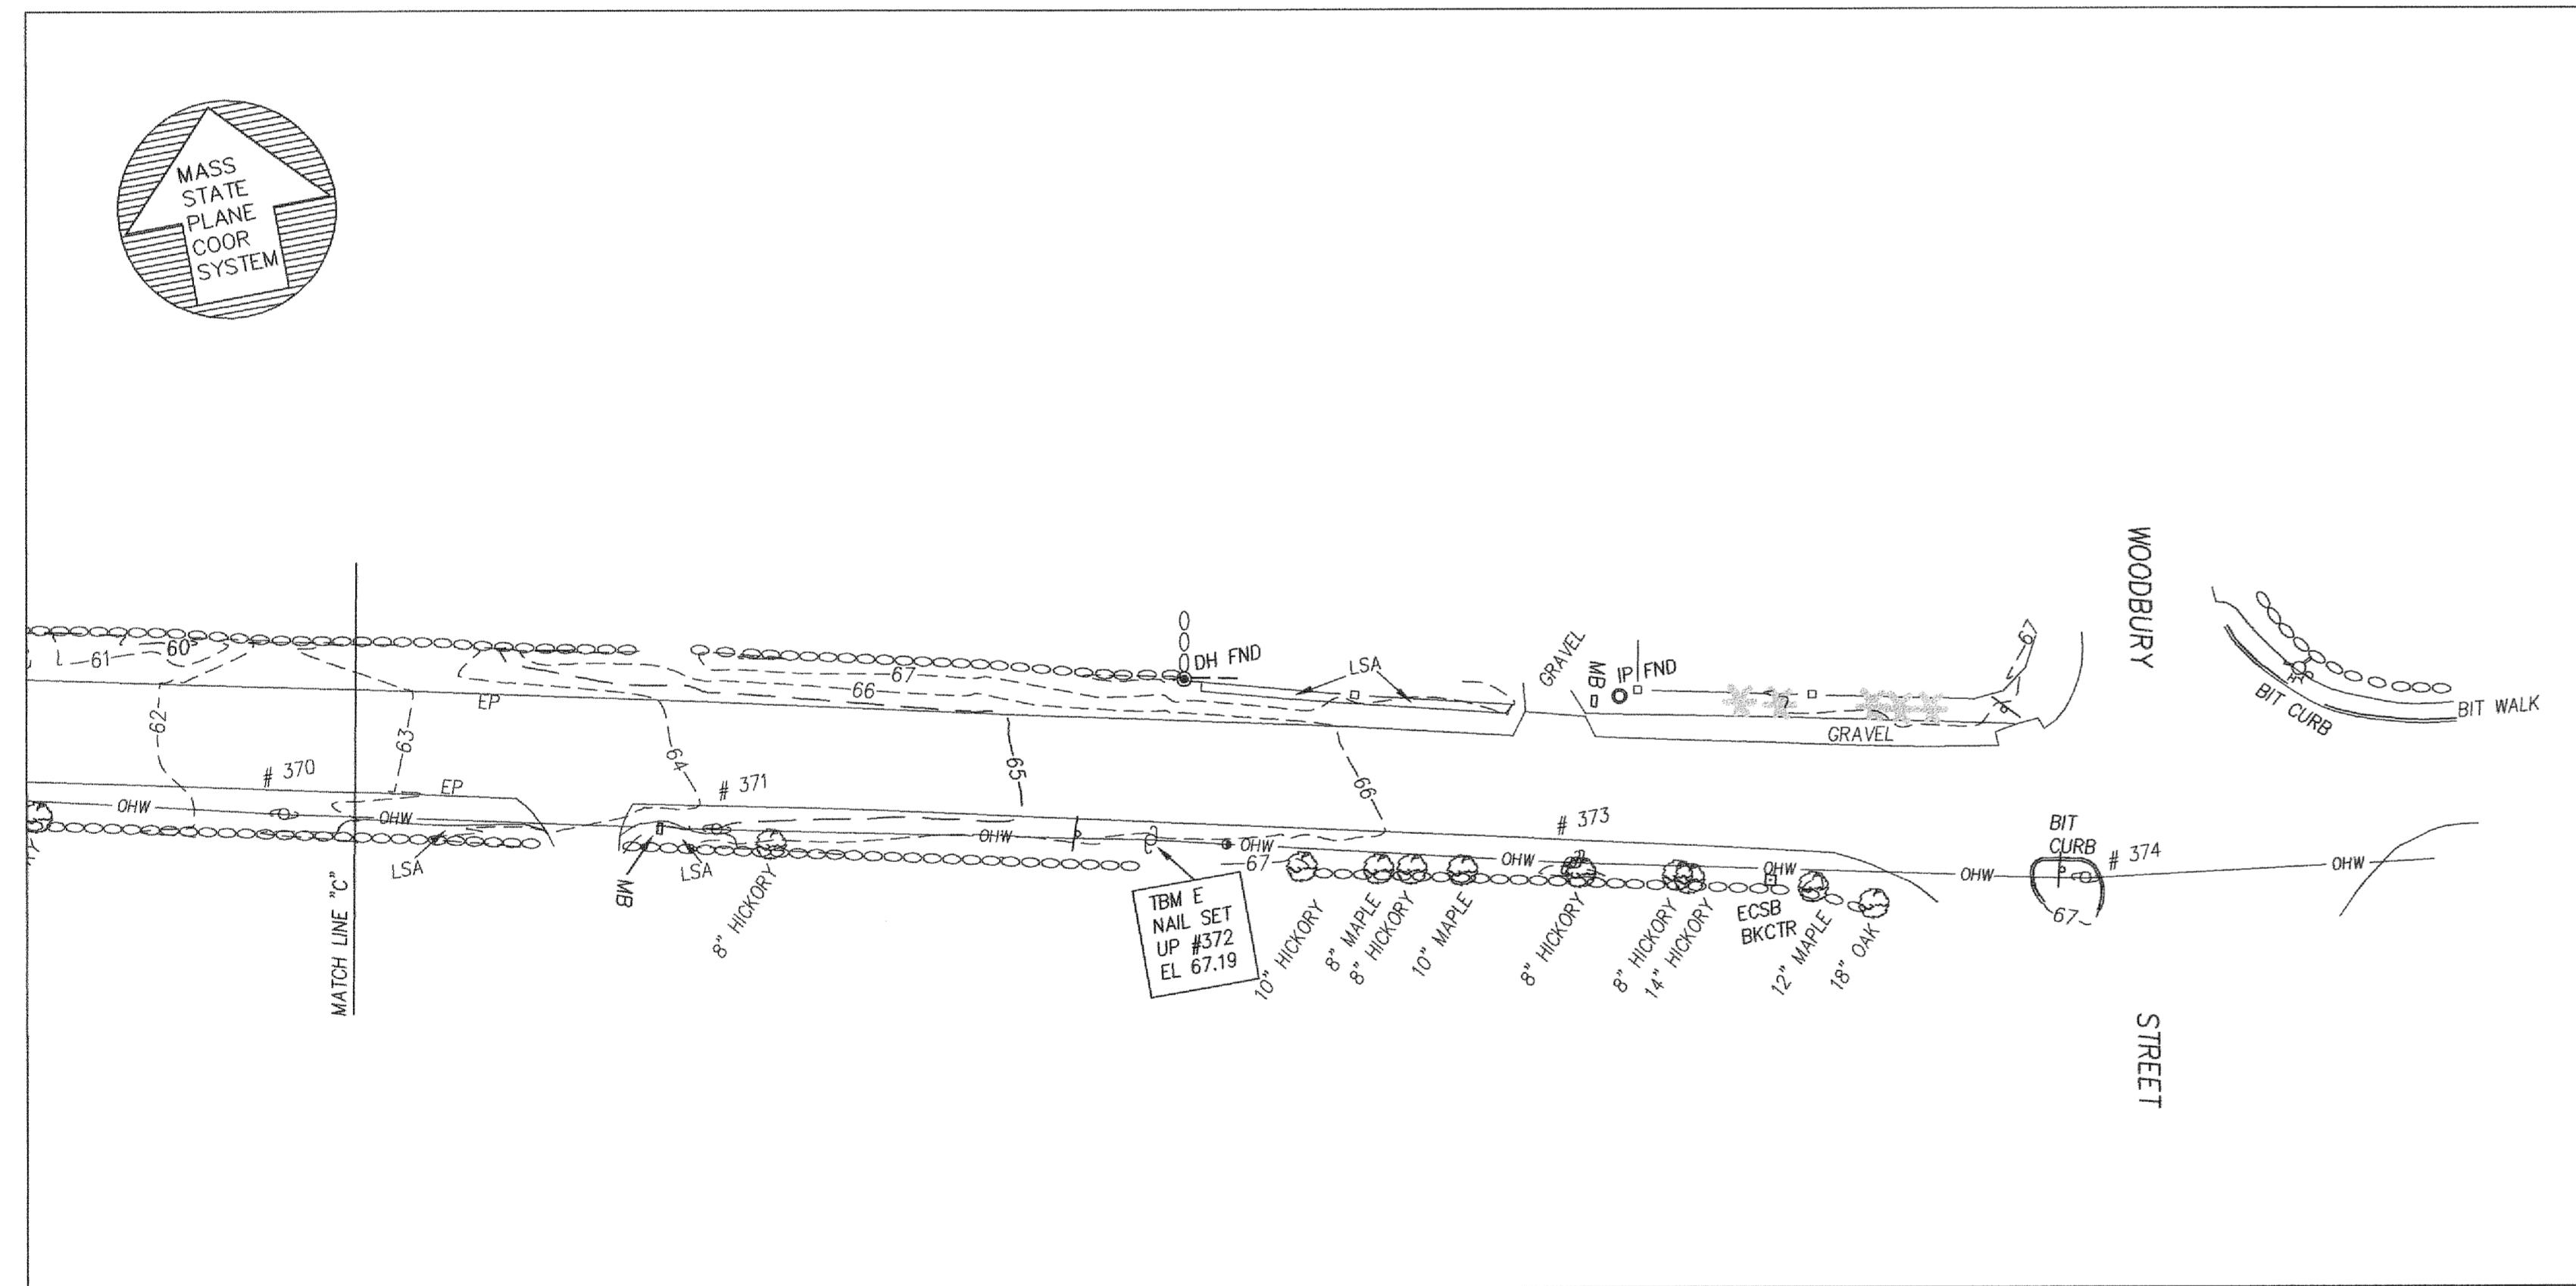 MASS
STATE
PLANE
COOR
SYSTEM
WOODBURY
STREET
MATCH LINE "C"
DH FND
LSA
GRAVEL
MB
IP FND
67
60
61
67
66
62
EP
63
64
65
66
GRAVEL
BIT CURB
BIT WALK
HYD
# 370
EP
# 371
# 373
OHW
OHW
OHW
OHW
OHW
OHW
OHW
OHW
LSA
MB
LSA
8" HICKORY
67
TBM E
NAIL SET
UP #372
EL 67.19
10" HICKORY
8" MAPLE
8" HICKORY
10" MAPLE
8" HICKORY
8" HICKORY
14" HICKORY
ECSB
BKCTR
12" MAPLE
18" OAK
BIT
CURB
# 374
67